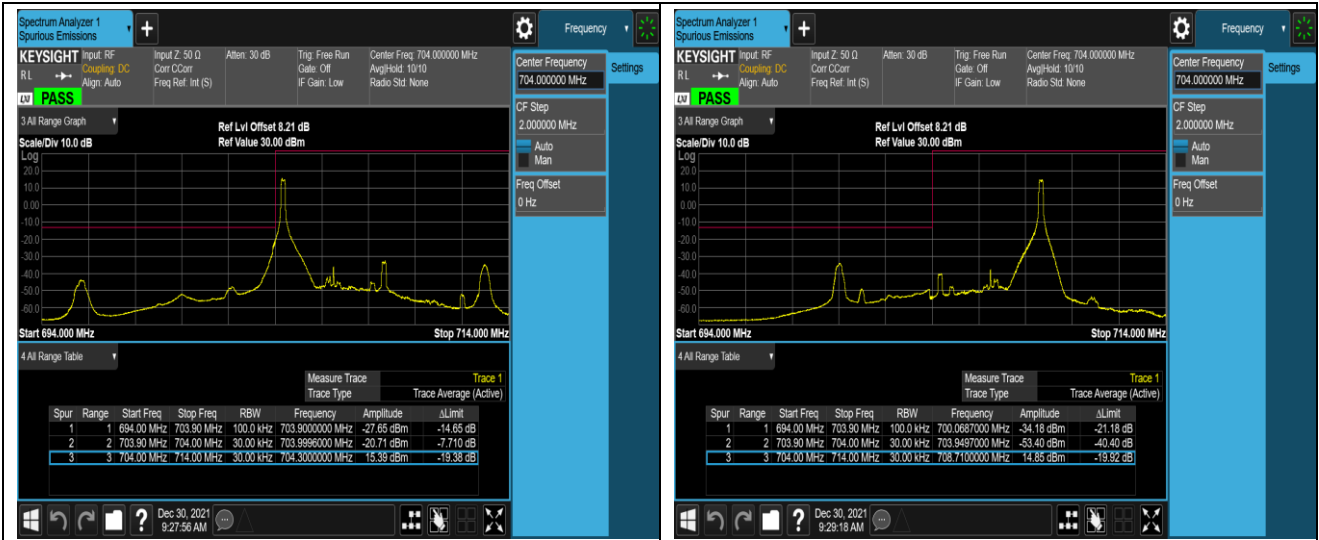 Spectrum Analyzer 1
Spurious Emissions
+
Frequency
KEYSIGHT Input: RF Input Z: 50 Ω Atten: 30 dB Trig: Free Run Center Freq: 704.000000 MHz
RL Coupling: DC Corr CCorr Gate: Off Avg|Hold: 10/10
Align: Auto Freq Ref: Int (S) IF Gain: Low Radio Std: None
LXI PASS
Center Frequency
704.000000 MHz
Settings
CF Step
2.000000 MHz
Auto
Man
Freq Offset
0 Hz
3 All Range Graph
Ref Lvl Offset 8.21 dB
Scale/Div 10.0 dB Ref Value 30.00 dBm
Log
20.0
10.0
0.00
-10.0
-20.0
-30.0
-40.0
-50.0
-60.0
Start 694.000 MHz Stop 714.000 MHz
4 All Range Table
Measure Trace Trace 1
Trace Type Trace Average (Active)
Spur Range Start Freq Stop Freq RBW Frequency Amplitude ΔLimit
1 1 694.00 MHz 703.90 MHz 100.0 kHz 703.9000000 MHz -27.65 dBm -14.65 dB
2 2 703.90 MHz 704.00 MHz 30.00 kHz 703.9996000 MHz -20.71 dBm -7.710 dB
3 3 704.00 MHz 714.00 MHz 30.00 kHz 704.3000000 MHz 15.39 dBm -19.38 dB
? Dec 30, 2021
9:27:56 AM
Spectrum Analyzer 1
Spurious Emissions
+
Frequency
KEYSIGHT Input: RF Input Z: 50 Ω Atten: 30 dB Trig: Free Run Center Freq: 704.000000 MHz
RL Coupling: DC Corr CCorr Gate: Off Avg|Hold: 10/10
Align: Auto Freq Ref: Int (S) IF Gain: Low Radio Std: None
LXI PASS
Center Frequency
704.000000 MHz
Settings
CF Step
2.000000 MHz
Auto
Man
Freq Offset
0 Hz
3 All Range Graph
Ref Lvl Offset 8.21 dB
Scale/Div 10.0 dB Ref Value 30.00 dBm
Log
20.0
10.0
0.00
-10.0
-20.0
-30.0
-40.0
-50.0
-60.0
Start 694.000 MHz Stop 714.000 MHz
4 All Range Table
Measure Trace Trace 1
Trace Type Trace Average (Active)
Spur Range Start Freq Stop Freq RBW Frequency Amplitude ΔLimit
1 1 694.00 MHz 703.90 MHz 100.0 kHz 700.0687000 MHz -34.18 dBm -21.18 dB
2 2 703.90 MHz 704.00 MHz 30.00 kHz 703.9497000 MHz -53.40 dBm -40.40 dB
3 3 704.00 MHz 714.00 MHz 30.00 kHz 708.7100000 MHz 14.85 dBm -19.92 dB
? Dec 30, 2021
9:29:18 AM